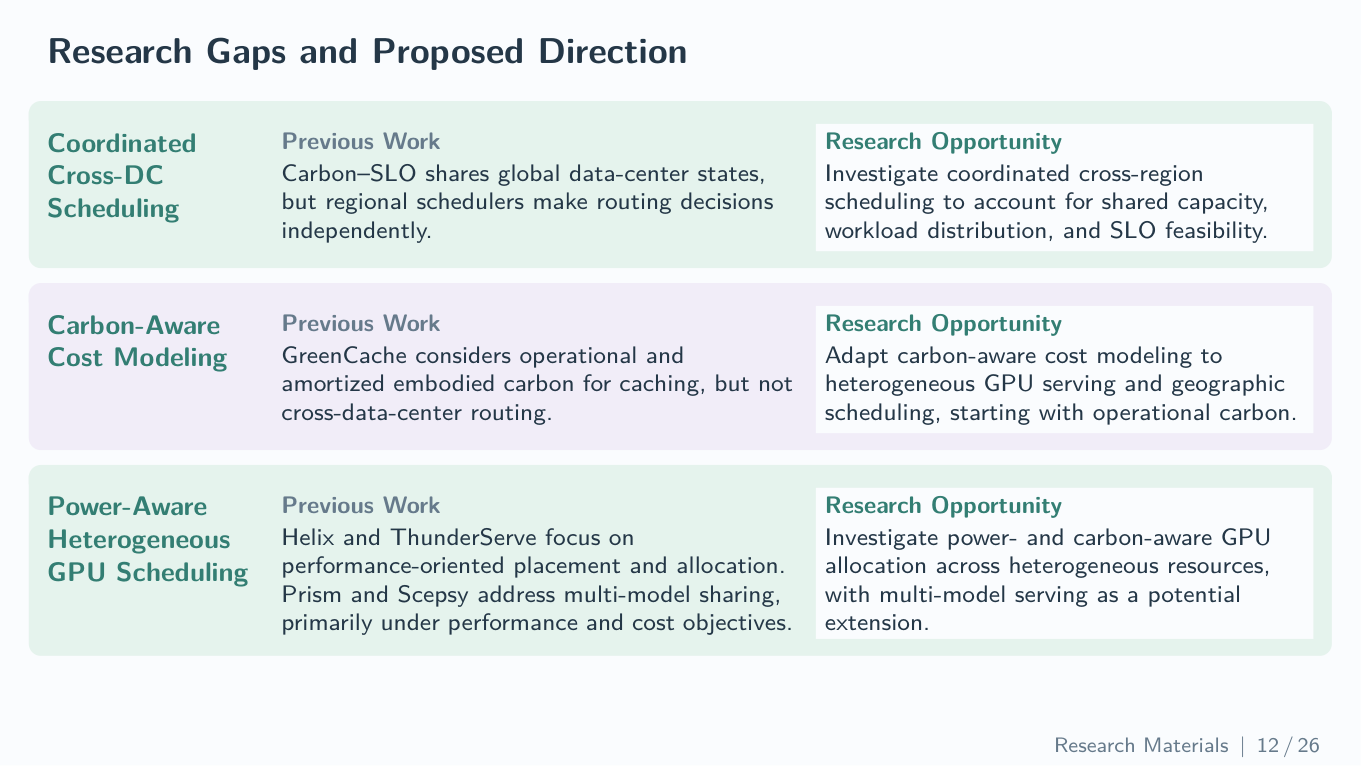 Research Gaps and Proposed Direction
Coordinated
Cross-DC
Scheduling
Previous Work
Carbon–SLO shares global data-center states,
but regional schedulers make routing decisions
independently.
Research Opportunity
Investigate coordinated cross-region
scheduling to account for shared capacity,
workload distribution, and SLO feasibility.
Carbon-Aware
Cost Modeling
Previous Work
GreenCache considers operational and
amortized embodied carbon for caching, but not
cross-data-center routing.
Research Opportunity
Adapt carbon-aware cost modeling to
heterogeneous GPU serving and geographic
scheduling, starting with operational carbon.
Power-Aware
Heterogeneous
GPU Scheduling
Previous Work
Helix and ThunderServe focus on
performance-oriented placement and allocation.
Prism and Scepsy address multi-model sharing,
primarily under performance and cost objectives.
Research Opportunity
Investigate power- and carbon-aware GPU
allocation across heterogeneous resources,
with multi-model serving as a potential
extension.
Research Materials | 12 / 26